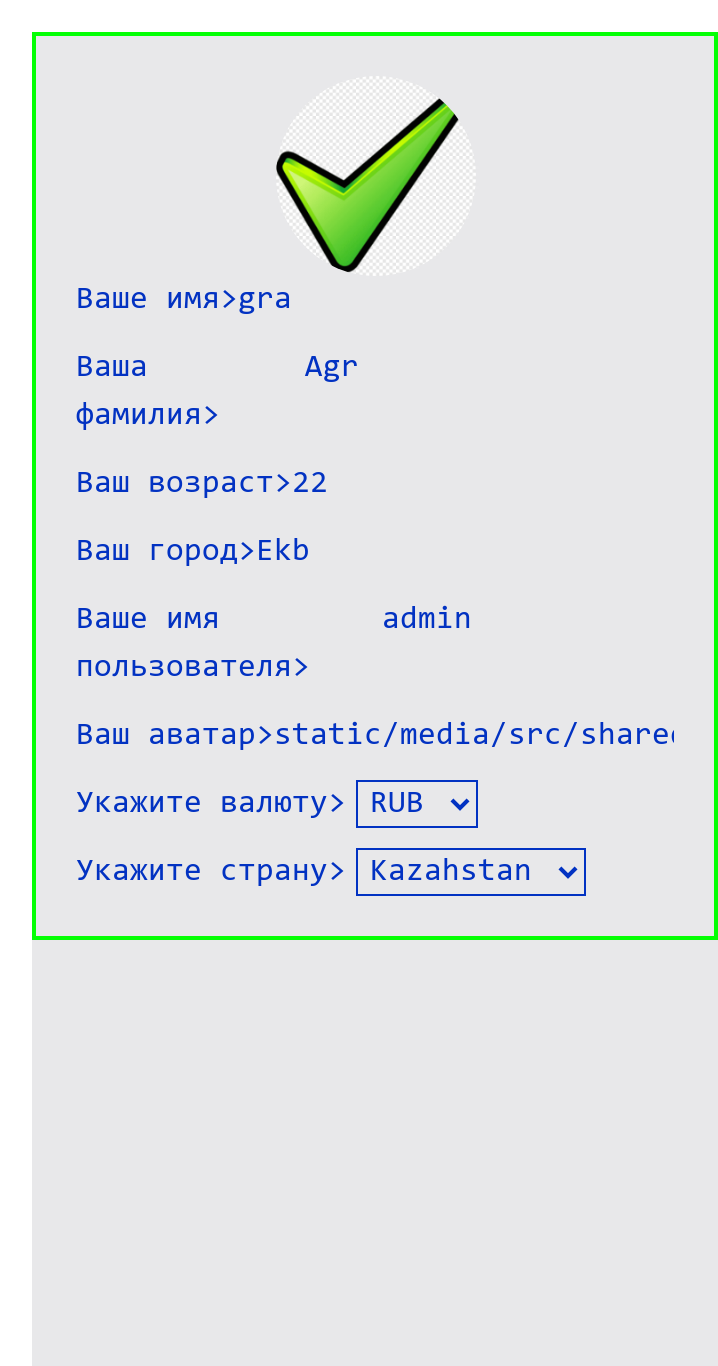 Ваше имя>gra
Ваша Agr
фамилия>
Ваш возраст>22
Ваш город>Ekb
Ваше имя admin
пользователя>
Ваш аватар>static/media/src/share
Укажите валюту> RUB
Укажите страну> Kazahstan